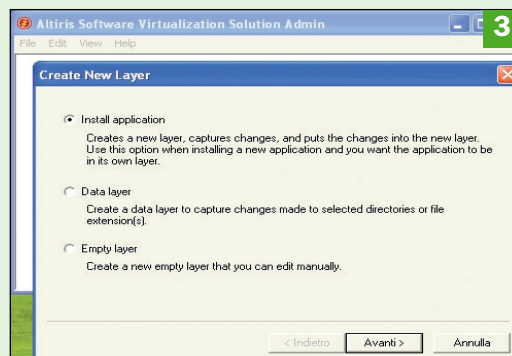 Altiris Software Virtualization Solution Admin
3
File Edit View Help
Create New Layer
Install application
Creates a new layer, captures changes, and puts the changes into the new layer.
Use this option when installing a new application and you want the application to be
in its own layer.
Data layer
Create a data layer to capture changes made to selected directories or file
extension(s).
Empty layer
Create a new empty layer that you can edit manually.
< Indietro Avanti > Annulla